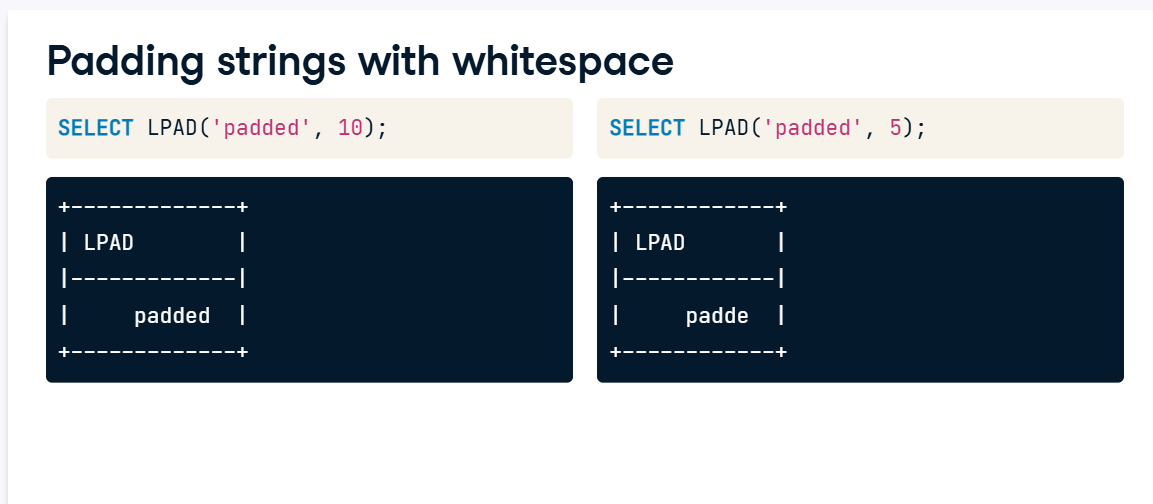 Padding strings with whitespace
SELECT LPAD('padded', 10);
+-------------+
| LPAD        |
|-------------|
|     padded  |
+-------------+
SELECT LPAD('padded', 5);
+------------+
| LPAD       |
|------------|
|     padde  |
+------------+